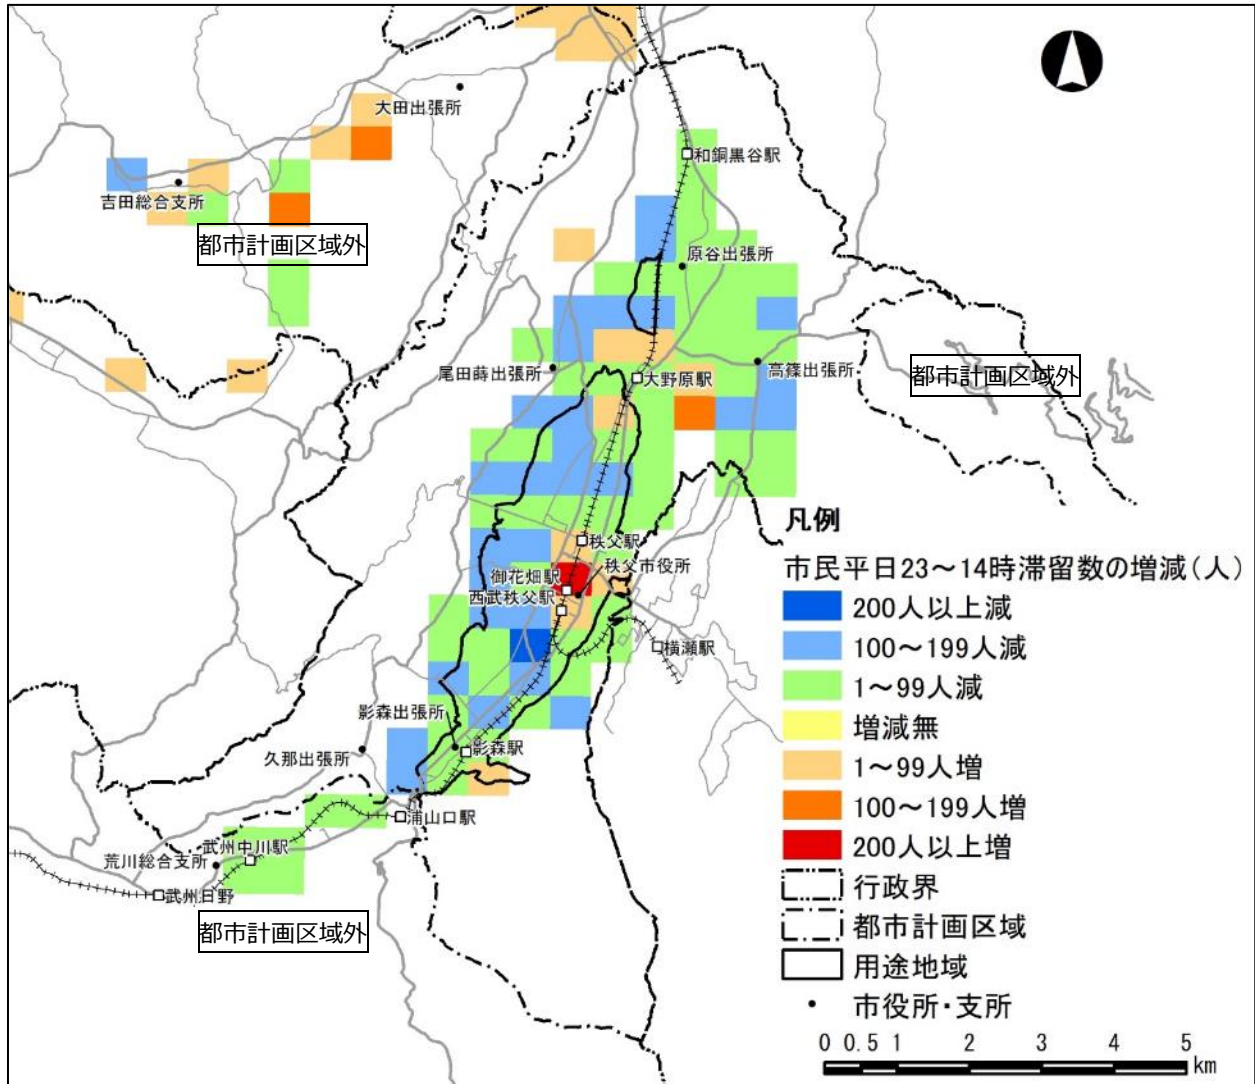 大田出張所
和銅黒谷駅
吉田総合支所
都市計画区域外
原谷出張所
尾田蒔出張所
大野原駅
高篠出張所
都市計画区域外
凡例
市民平日23～14時滞留数の増減(人)
200人以上減
100～199人減
1～99人減
増減無
1～99人増
100～199人増
200人以上増
行政界
都市計画区域
用途地域
市役所・支所
秩父駅
御花畑駅
秩父市役所
西武秩父駅
横瀬駅
影森出張所
久那出張所
影森駅
浦山口駅
武州中川駅
荒川総合支所
武州日野
都市計画区域外
0 0.5 1 2 3 4 5
km